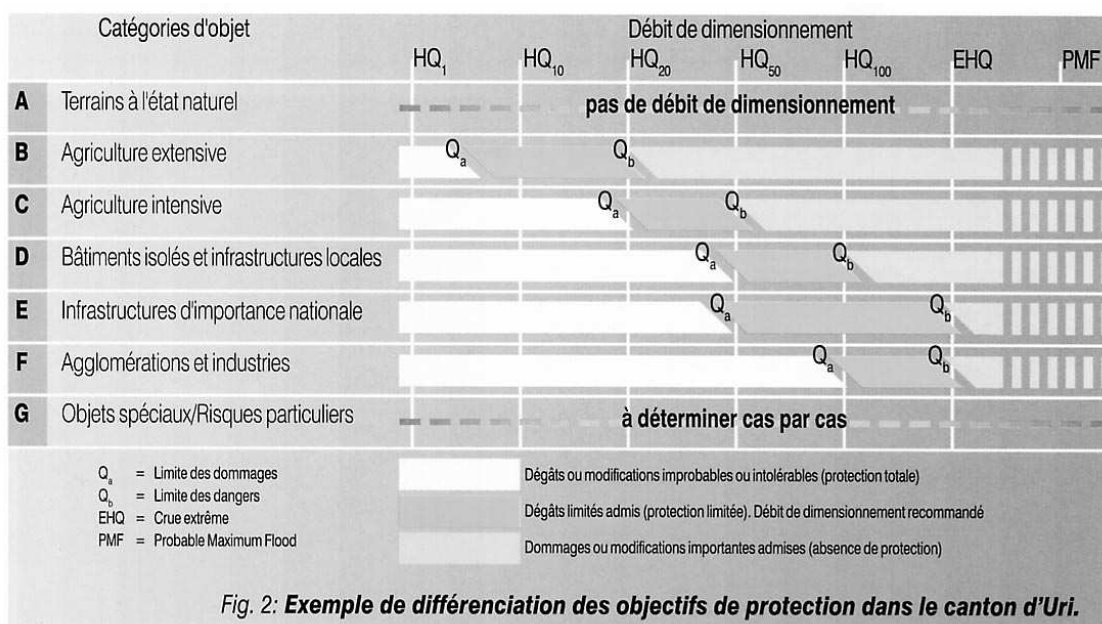 Catégories d'objet
Débit de dimensionnement
HQ1 HQ10 HQ20 HQ50 HQ100 EHQ PMF
A Terrains à l'état naturel pas de débit de dimensionnement
B Agriculture extensive Qa Qb
C Agriculture intensive Qa Qb
D Bâtiments isolés et infrastructures locales Qa Qb
E Infrastructures d'importance nationale Qa Qb
F Agglomérations et industries Qa Qb
G Objets spéciaux/Risques particuliers à déterminer cas par cas
Qa = Limite des dommages
Qb = Limite des dangers
EHQ = Crue extrême
PMF = Probable Maximum Flood
Dégâts ou modifications improbables ou intolérables (protection totale)
Dégâts limités admis (protection limitée). Débit de dimensionnement recommandé
Dommages ou modifications importantes admises (absence de protection)
Fig. 2: Exemple de différenciation des objectifs de protection dans le canton d'Uri.